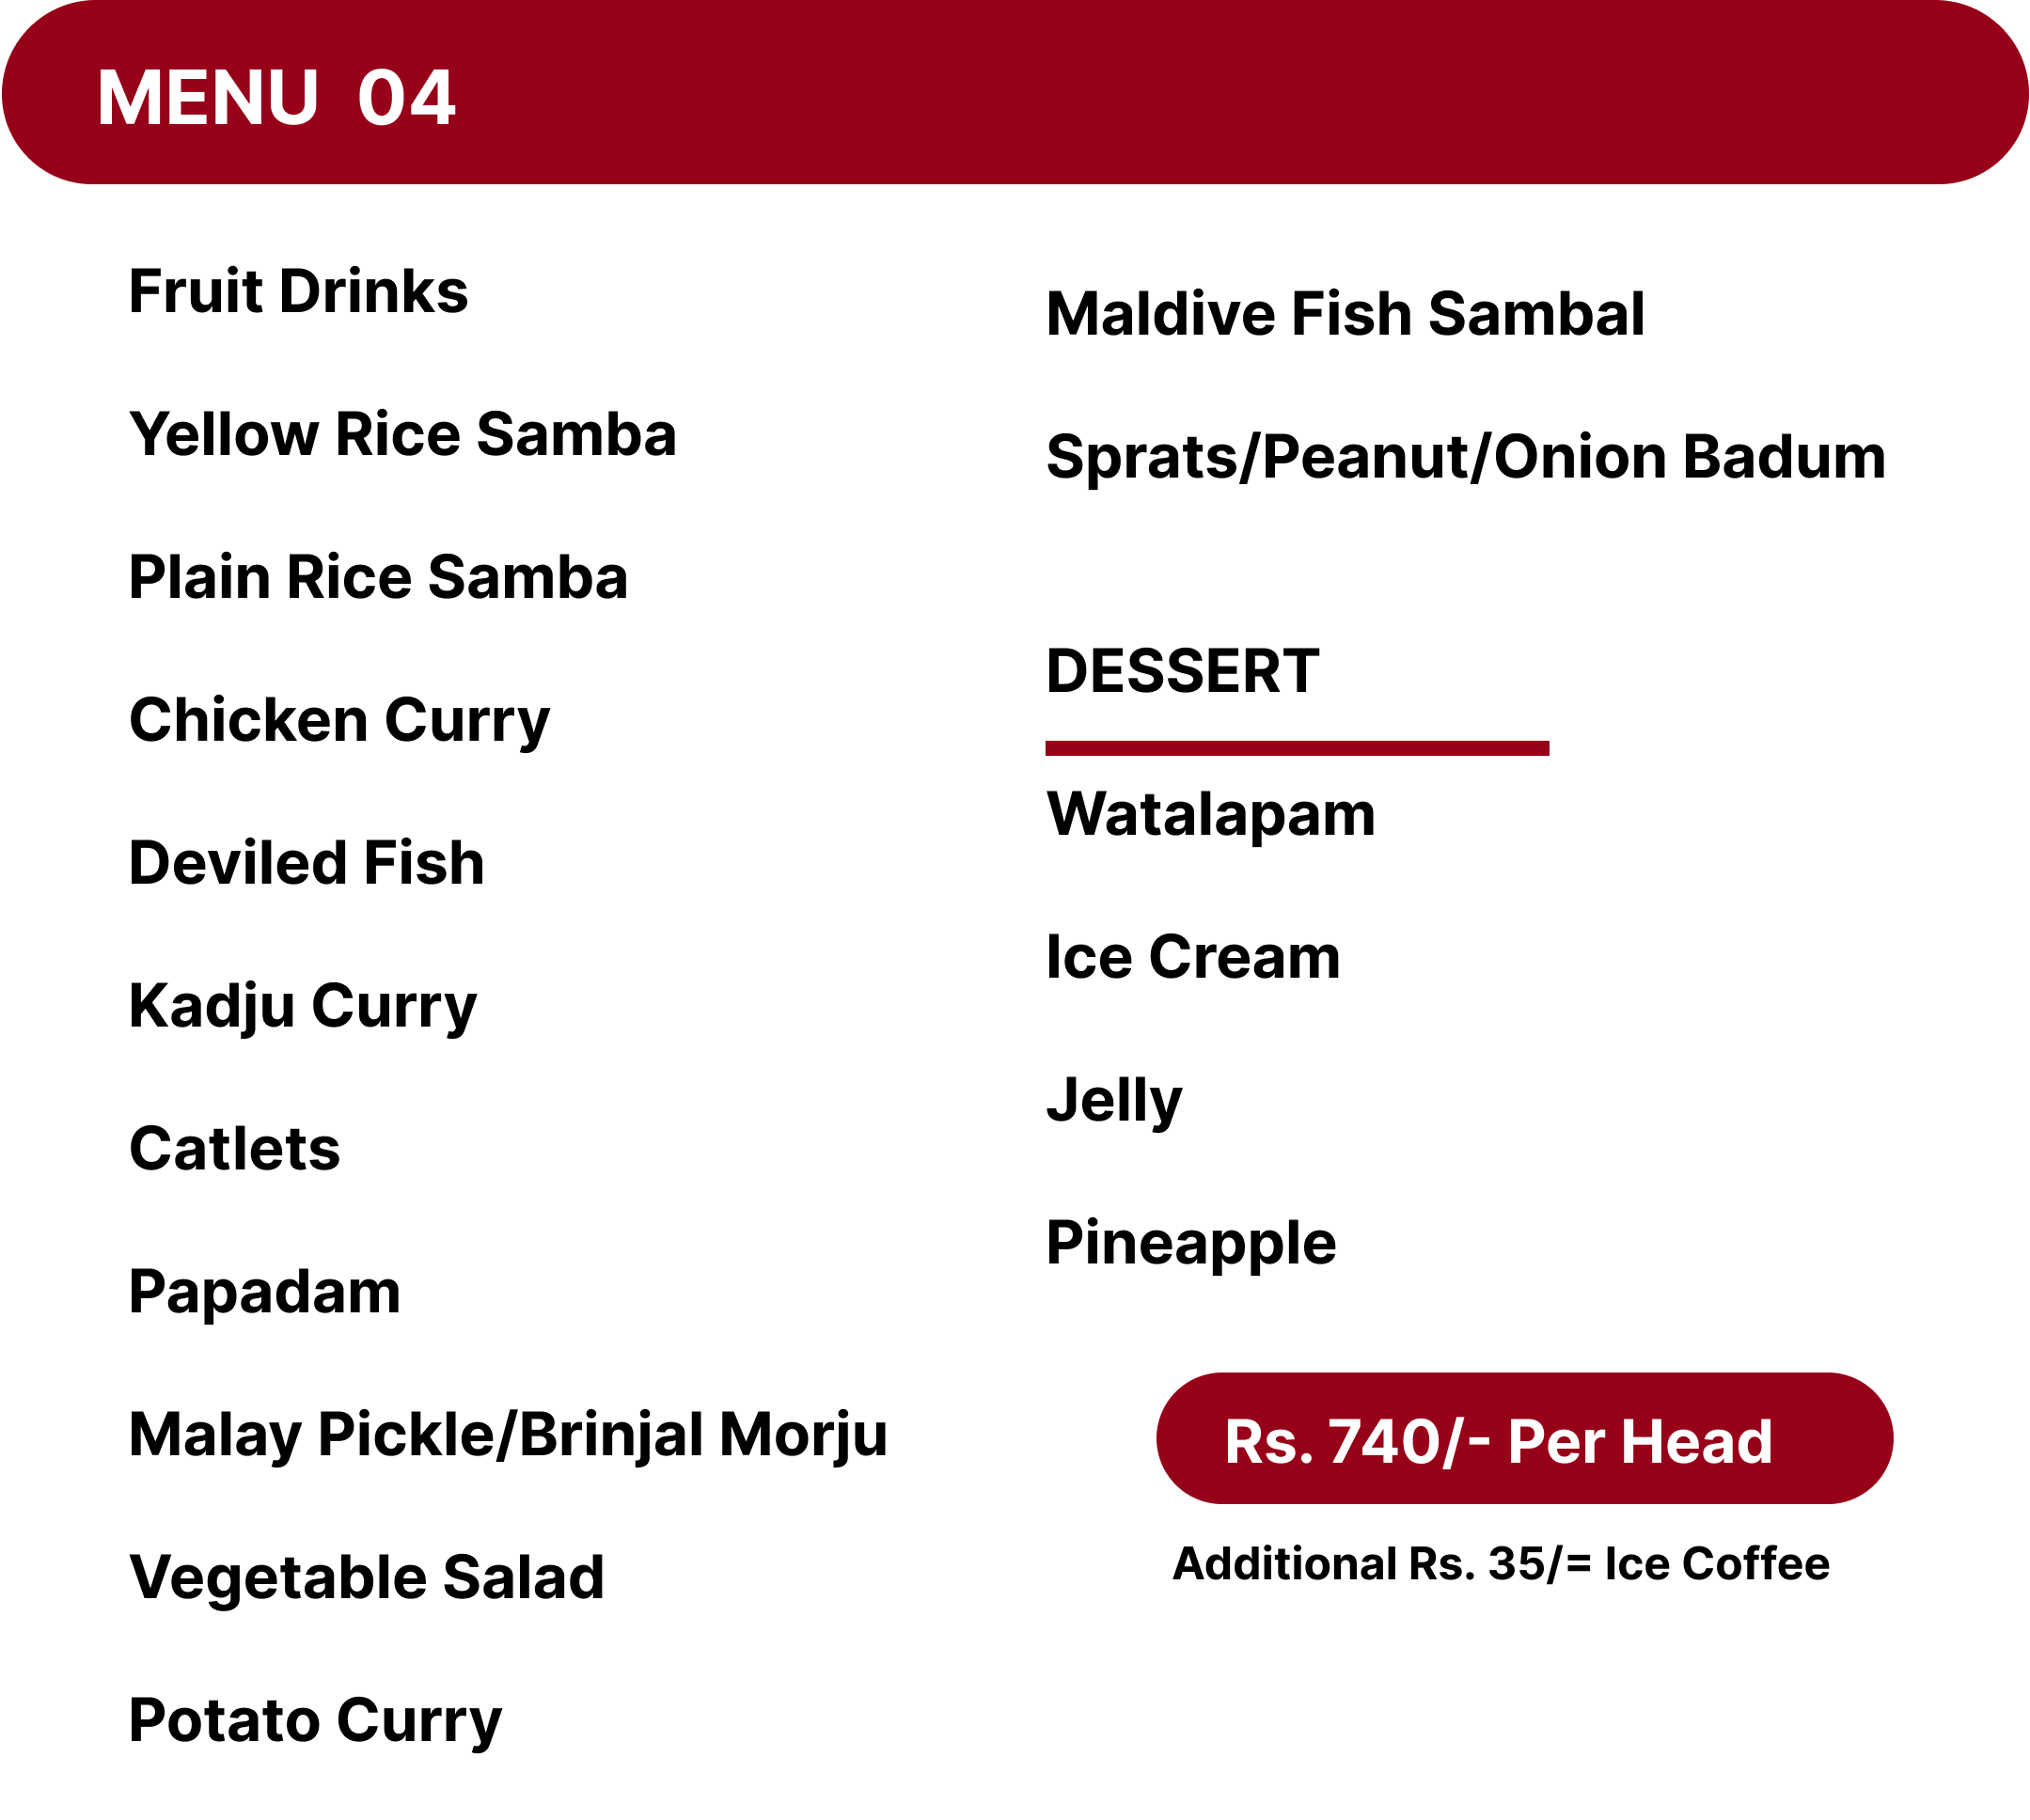 MENU 04
Fruit Drinks
Yellow Rice Samba
Plain Rice Samba
Chicken Curry
Deviled Fish
Kadju Curry
Catlets
Papadam
Malay Pickle/Brinjal Morju
Vegetable Salad
Potato Curry
Maldive Fish Sambal
Sprats/Peanut/Onion Badum
DESSERT
Watalapam
Ice Cream
Jelly
Pineapple
Rs. 740/- Per Head
Additional Rs. 35/= Ice Coffee